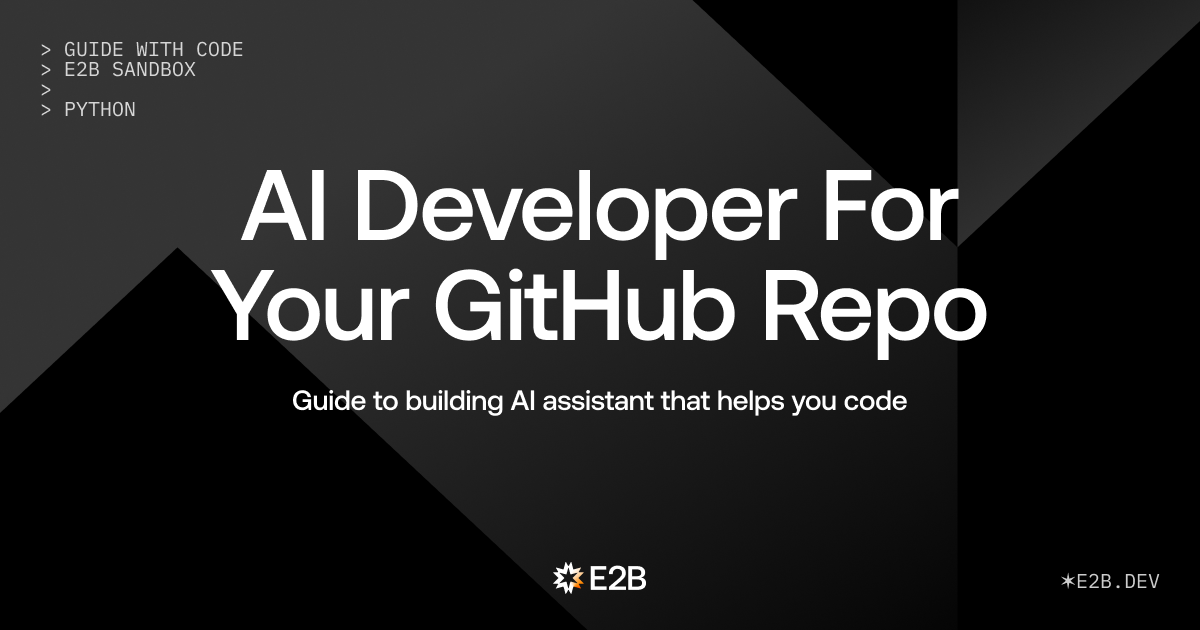 > GUIDE WITH CODE
> E2B SANDBOX
>
> PYTHON
AI Developer For
Your GitHub Repo
Guide to building AI assistant that helps you code
E2B
✶E2B.DEV